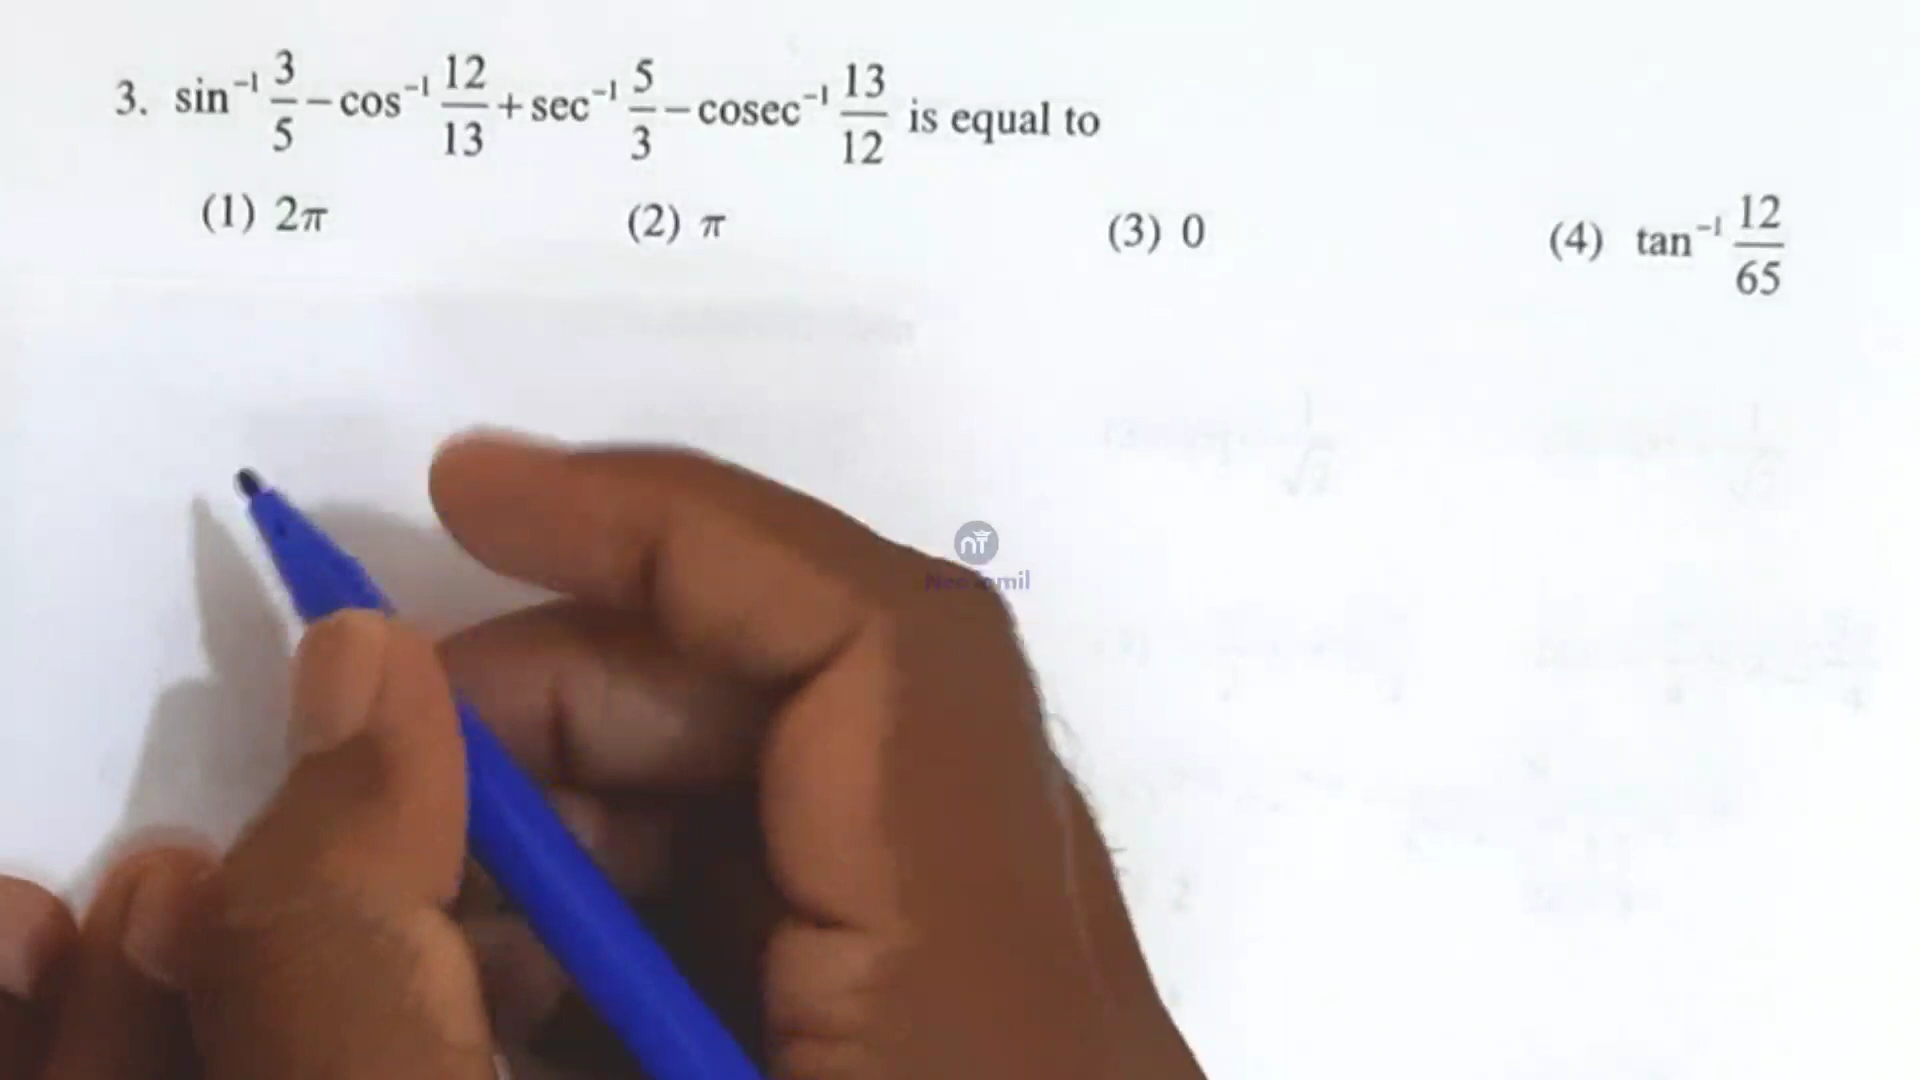 3. sin⁻¹ 3/5 − cos⁻¹ 12/13 + sec⁻¹ 5/3 − cosec⁻¹ 13/12 is equal to
(1) 2π (2) π (3) 0 (4) tan⁻¹ 12/65